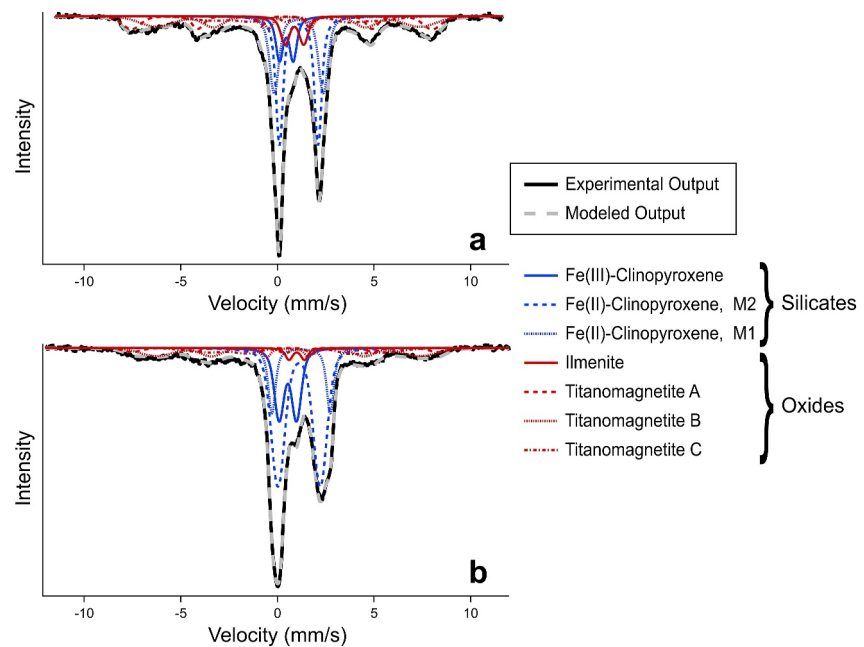 Intensity
a
-10 -5 0 5 10
Velocity (mm/s)
Experimental Output
Modeled Output
Fe(III)-Clinopyroxene
Fe(II)-Clinopyroxene, M2
Fe(II)-Clinopyroxene, M1
Silicates
Ilmenite
Titanomagnetite A
Titanomagnetite B
Titanomagnetite C
Oxides
Intensity
b
-10 -5 0 5 10
Velocity (mm/s)